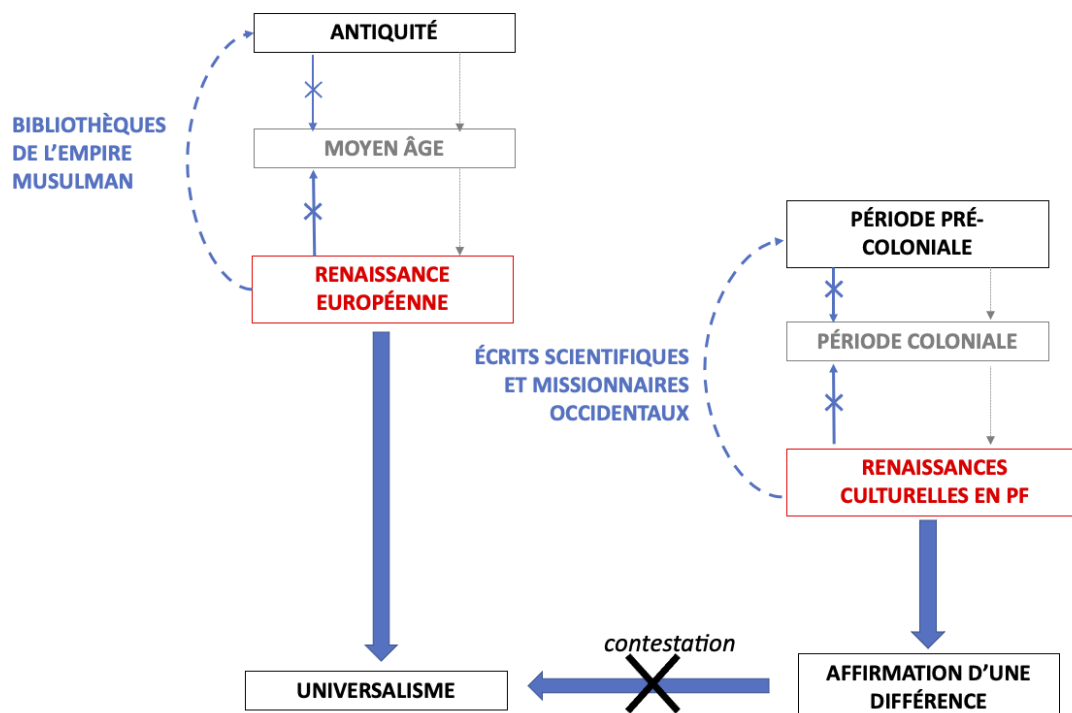 ANTIQUITÉ
BIBLIOTHÈQUES
DE L'EMPIRE
MUSULMAN
MOYEN ÂGE
RENAISSANCE
EUROPÉENNE
UNIVERSALISME
PÉRIODE PRÉ-
COLONIALE
ÉCRITS SCIENTIFIQUES
ET MISSIONNAIRES
OCCIDENTAUX
PÉRIODE COLONIALE
RENAISSANCES
CULTURELLES EN PF
contestation
AFFIRMATION D'UNE
DIFFÉRENCE